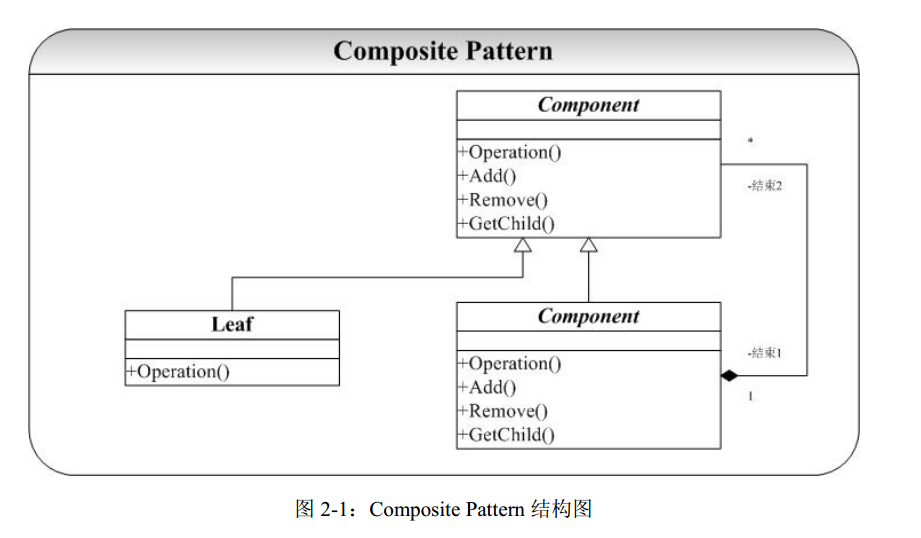 Composite Pattern
Component
+Operation()
+Add()
+Remove()
+GetChild()
*
-结束2
Leaf
+Operation()
Component
+Operation()
+Add()
+Remove()
+GetChild()
-结束1
1
图 2-1：Composite Pattern 结构图